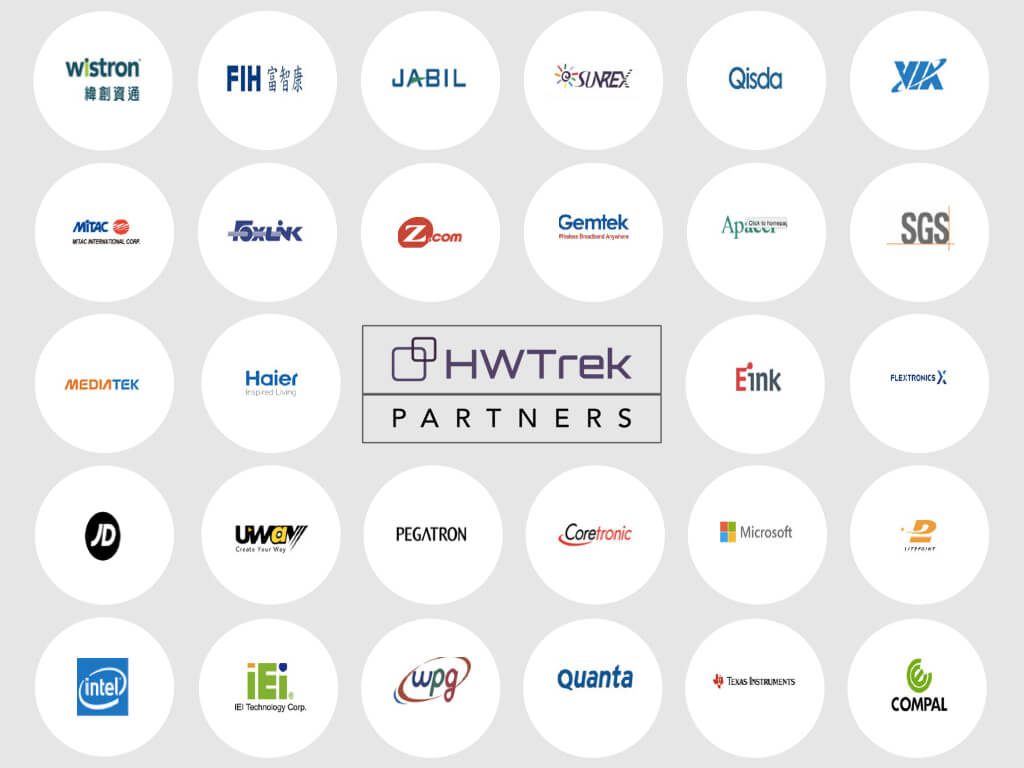 wistron
緯創資通
FIH 富智康
JABIL
SUNREX
Qisda
VIA
MiTAC
MITAC INTERNATIONAL CORP.
FOXLINK
Z.com
Gemtek
Wireless Broadband Anywhere
Apacer
Click to homepag
SGS
MEDIATEK
Haier
Inspired Living
HWTrek
PARTNERS
Eink
FLEXTRONICS X
JD
UWAY
Create Your Way
PEGATRON
Coretronic
Microsoft
LITEPOINT
intel
iEi
IEI Technology Corp.
wpg
Quanta
TEXAS INSTRUMENTS
COMPAL